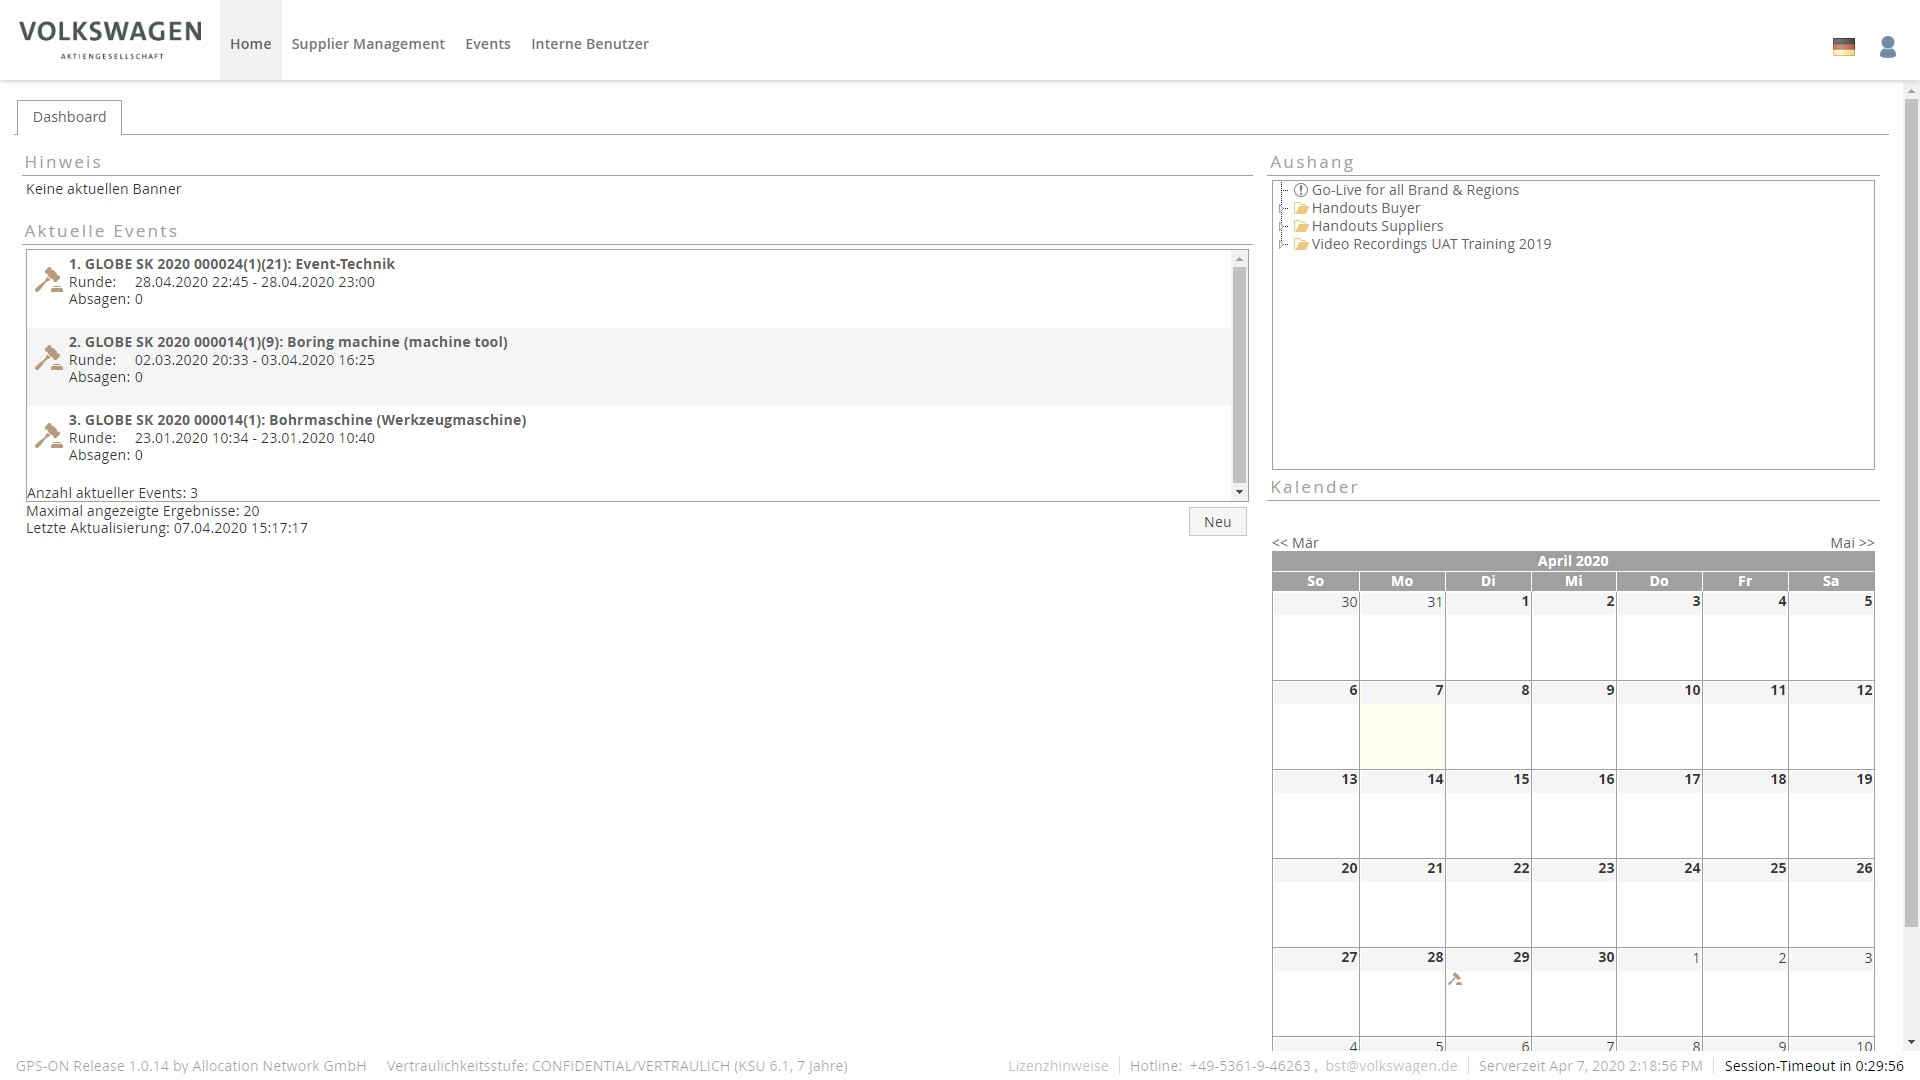 VOLKSWAGEN
AKTIENGESELLSCHAFT
Home Supplier Management Events Interne Benutzer
Dashboard
Hinweis
Keine aktuellen Banner
Aktuelle Events
1. GLOBE SK 2020 000024(1)(21): Event-Technik
Runde: 28.04.2020 22:45 - 28.04.2020 23:00
Absagen: 0
2. GLOBE SK 2020 000014(1)(9): Boring machine (machine tool)
Runde: 02.03.2020 20:33 - 03.04.2020 16:25
Absagen: 0
3. GLOBE SK 2020 000014(1): Bohrmaschine (Werkzeugmaschine)
Runde: 23.01.2020 10:34 - 23.01.2020 10:40
Absagen: 0
Anzahl aktueller Events: 3
Maximal angezeigte Ergebnisse: 20
Letzte Aktualisierung: 07.04.2020 15:17:17
Neu
Aushang
Go-Live for all Brand & Regions
Handouts Buyer
Handouts Suppliers
Video Recordings UAT Training 2019
Kalender
<< Mär Mai >>
April 2020
So Mo Di Mi Do Fr Sa
30 31 1 2 3 4 5
6 7 8 9 10 11 12
13 14 15 16 17 18 19
20 21 22 23 24 25 26
27 28 29 30 1 2 3
4 5 6 7 8 9 10
GPS-ON Release 1.0.14 by Allocation Network GmbH Vertraulichkeitsstufe: CONFIDENTIAL/VERTRAULICH (KSU 6.1, 7 Jahre) Lizenzhinweise Hotline: +49-5361-9-46263 , bst@volkswagen.de Serverzeit Apr 7, 2020 2:18:56 PM Session-Timeout in 0:29:56